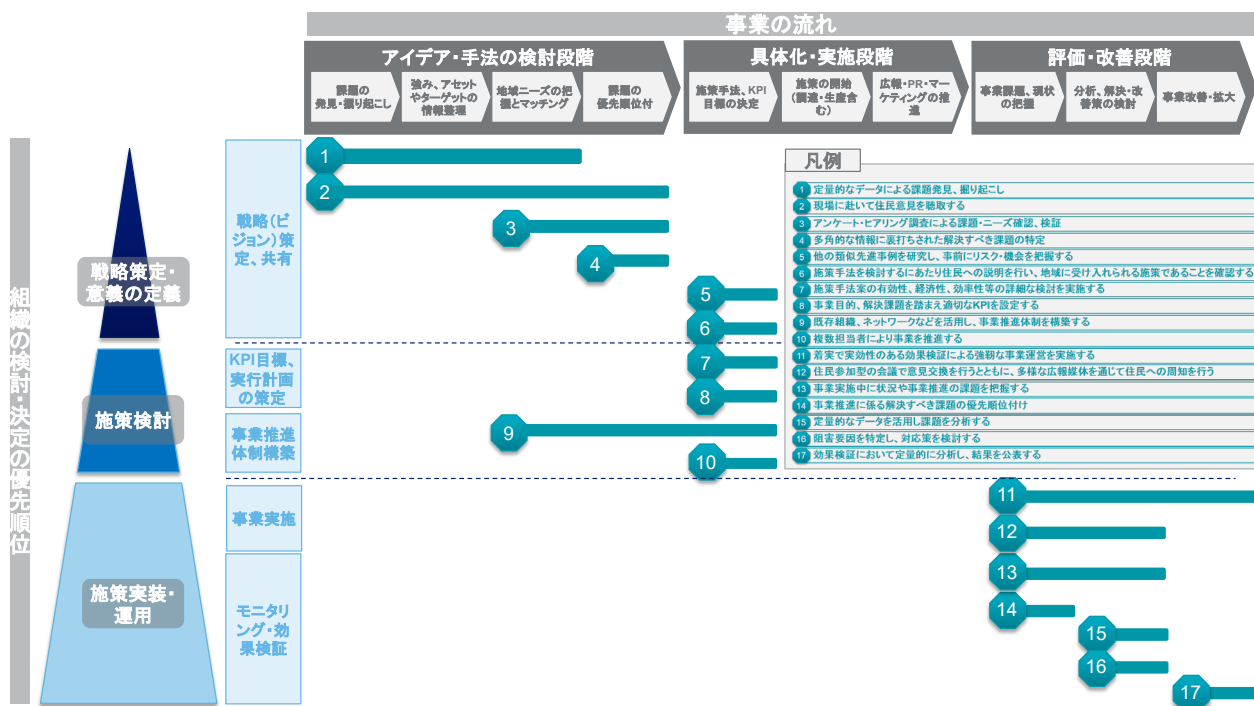 事業の流れ
アイデア・手法の検討段階
具体化・実施段階
評価・改善段階
課題の
発見・掘り起こし
強み、アセット
やターゲットの
情報整理
地域ニーズの把
握とマッチング
課題の
優先順位付
施策手法、KPI
目標の決定
施策の開始
(調達・生産含
む)
広報・PR・マー
ケティングの推
進
事業課題、現状
の把握
分析、解決・改
善策の検討
事業改善・拡大
組織の検討・決定の優先順位
戦略策定・
意義の定義
施策検討
施策実装・
運用
戦略(ビ
ジョン)策
定、共有
KPI目標、
実行計画
の策定
事業推進
体制構築
事業実施
モニタリ
ング・効
果検証
1
2
3
4
5
6
7
8
9
10
11
12
13
14
15
16
17
凡例
1 定量的なデータによる課題発見、掘り起こし
2 現場に赴いて住民意見を聴取する
3 アンケート・ヒアリング調査による課題・ニーズ確認、検証
4 多角的な情報に裏打ちされた解決すべき課題の特定
5 他の類似先進事例を研究し、事前にリスク・機会を把握する
6 施策手法を検討するにあたり住民への説明を行い、地域に受け入れられる施策であることを確認する
7 施策手法案の有効性、経済性、効率性等の詳細な検討を実施する
8 事業目的、解決課題を踏まえ適切なKPIを設定する
9 既存組織、ネットワークなどを活用し、事業推進体制を構築する
10 複数担当者により事業を推進する
11 着実で実効性のある効果検証による強靭な事業運営を実施する
12 住民参加型の会議で意見交換を行うとともに、多様な広報媒体を通じて住民への周知を行う
13 事業実施中に状況や事業推進の課題を把握する
14 事業推進に係る解決すべき課題の優先順位付け
15 定量的なデータを活用し課題を分析する
16 阻害要因を特定し、対応策を検討する
17 効果検証において定量的に分析し、結果を公表する